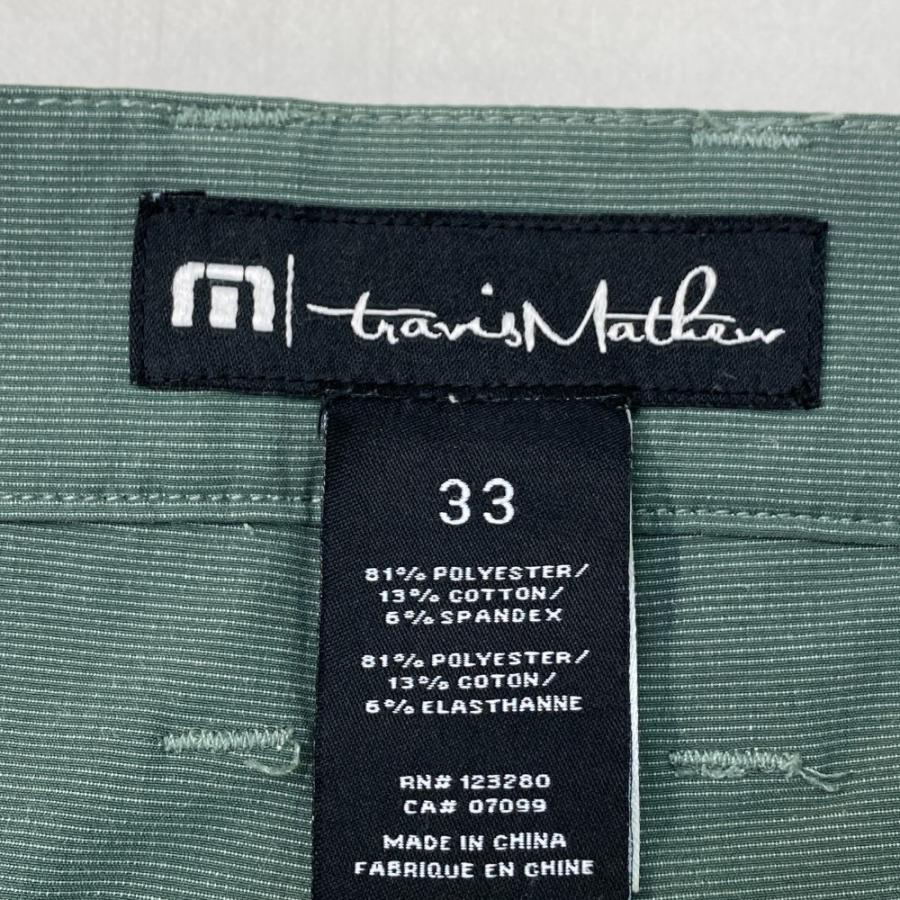 travisMathew
33
81% POLYESTER/
13% COTTON/
6% SPANDEX
81% POLYESTER/
13% COTON/
6% ELASTHANNE
RN# 123280
CA# 07099
MADE IN CHINA
FABRIQUE EN CHINE